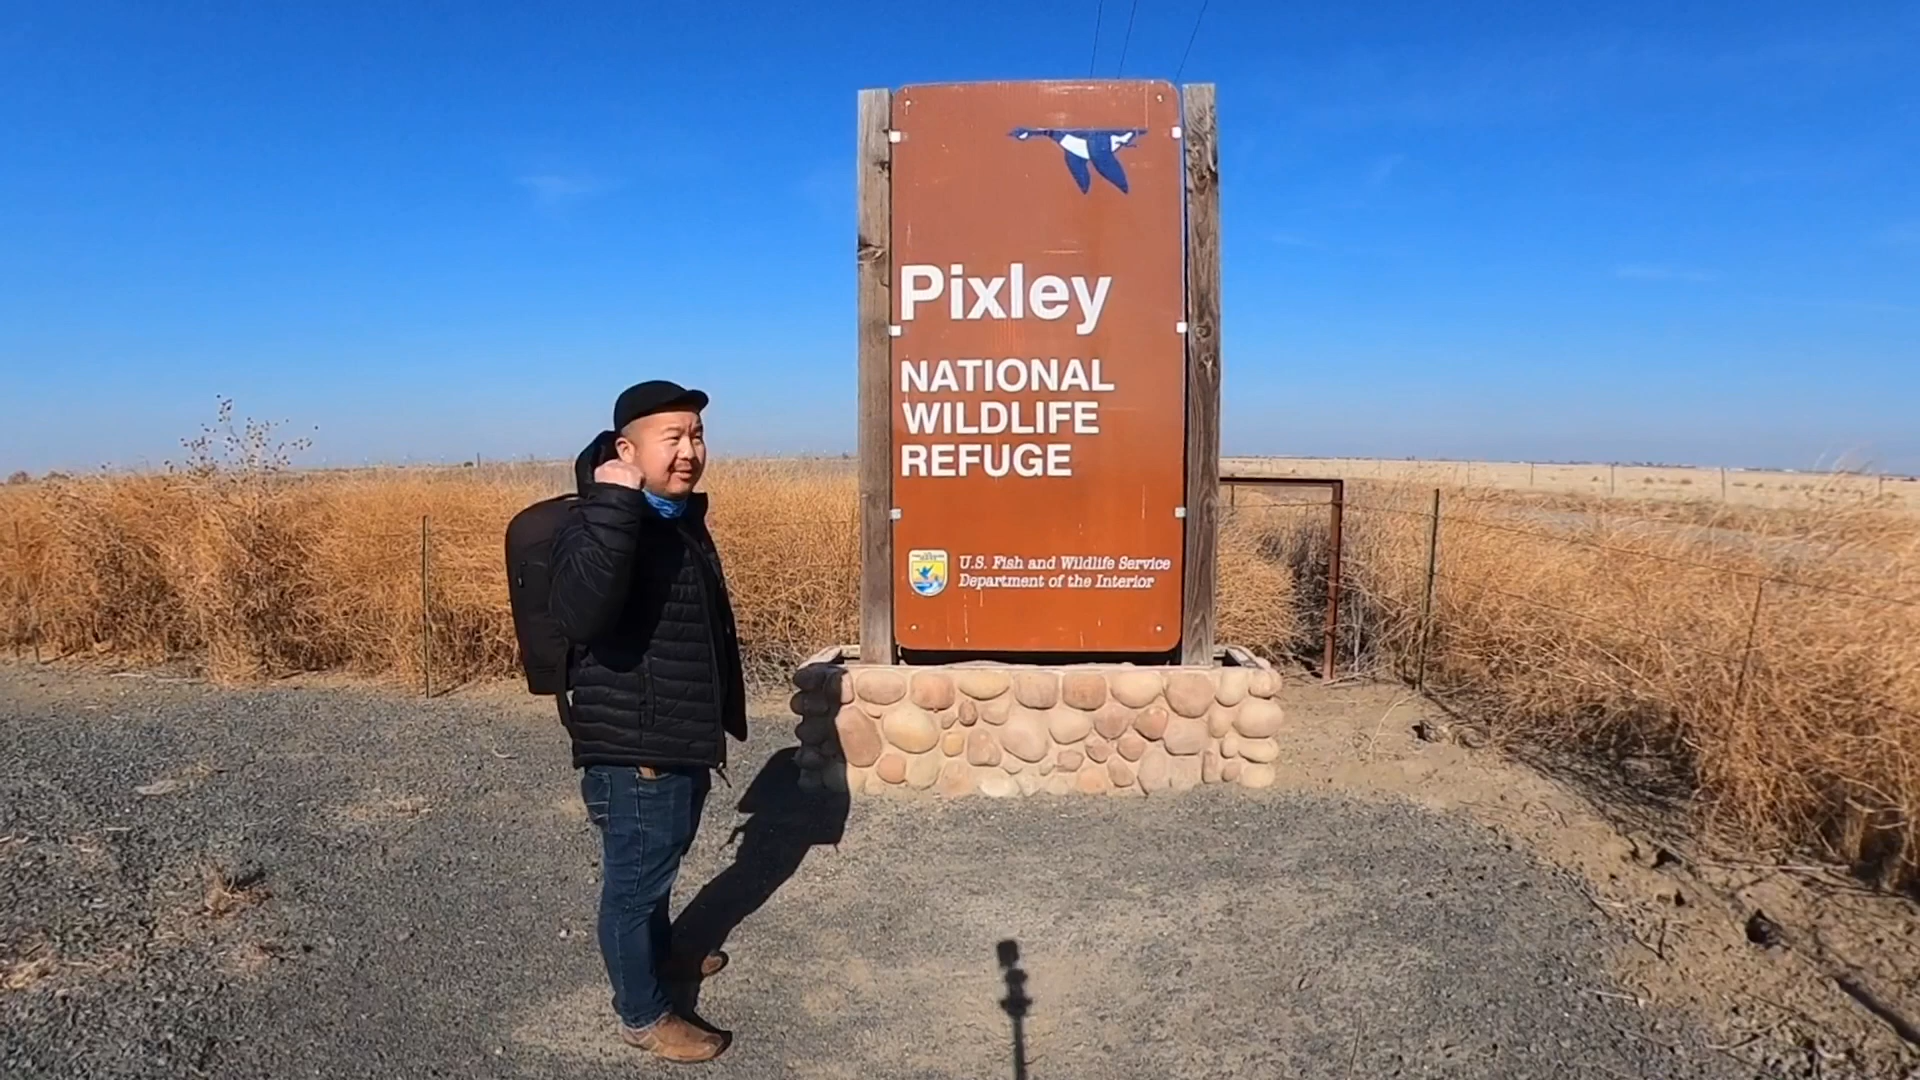 Pixley
NATIONAL
WILDLIFE
REFUGE
U.S. Fish and Wildlife Service
Department of the Interior